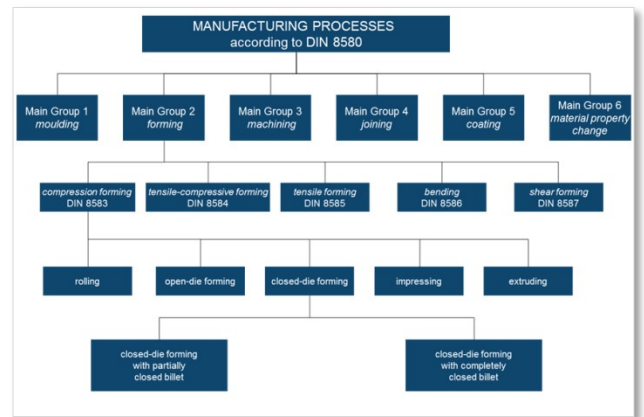 MANUFACTURING PROCESSES
according to DIN 8580
Main Group 1
moulding
Main Group 2
forming
Main Group 3
machining
Main Group 4
joining
Main Group 5
coating
Main Group 6
material property
change
compression forming
DIN 8583
tensile-compressive forming
DIN 8584
tensile forming
DIN 8585
bending
DIN 8586
shear forming
DIN 8587
rolling
open-die forming
closed-die forming
impressing
extruding
closed-die forming
with partially
closed billet
closed-die forming
with completely
closed billet